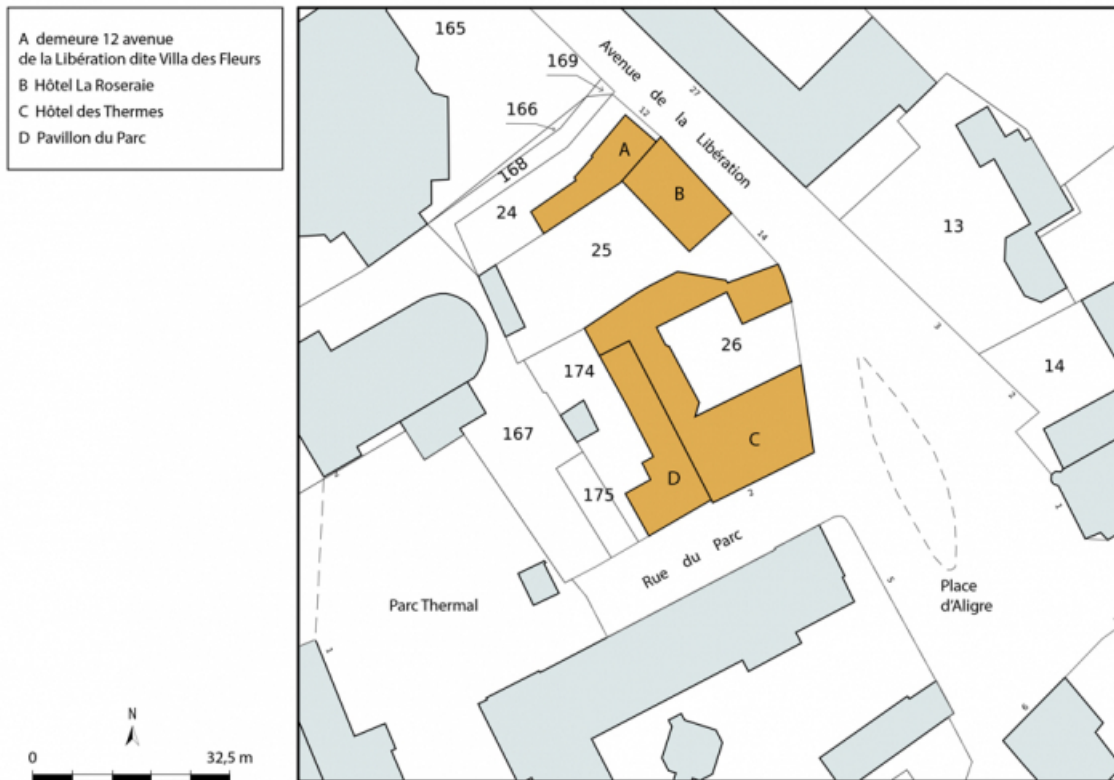 A demeure 12 avenue
de la Libération dite Villa des Fleurs
B Hôtel La Roseraie
C Hôtel des Thermes
D Pavillon du Parc
165
169
166
168
24
25
26
174
167
175
13
14
Avenue de la Libération
27
12
14
3
2
A
B
C
D
2
Rue du Parc
Parc Thermal
Place
d'Aligre
5
1
1
6
N
0
32,5 m